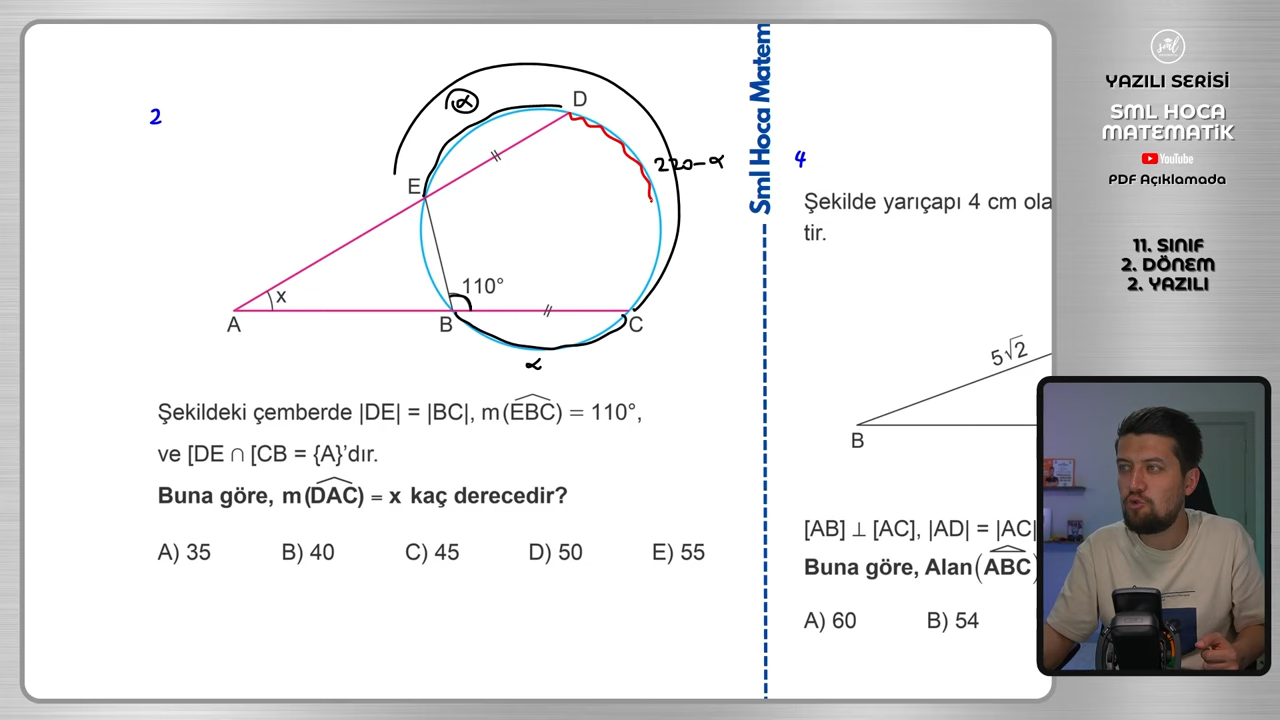 2
α
D
220-α
E
110°
x
A
B
C
α
Şekildeki çemberde |DE| = |BC|, m(EBC) = 110°,
ve [DE ∩ [CB = {A}'dır.
Buna göre, m(DAC) = x kaç derecedir?
A) 35 B) 40 C) 45 D) 50 E) 55
Sml Hoca Matem
4
Şekilde yarıçapı 4 cm ola
tir.
5√2
B
[AB] ⊥ [AC], |AD| = |AC|
Buna göre, Alan(ABC)
A) 60 B) 54
sml
YAZILI SERİSİ
SML HOCA
MATEMATİK
YouTube
PDF Açıklamada
11. SINIF
2. DÖNEM
2. YAZILI